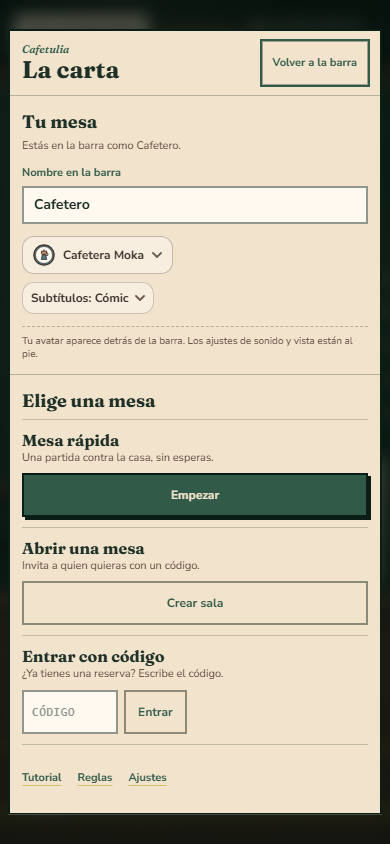 Cafetulia
La carta
Volver a la barra
Tu mesa
Estás en la barra como Cafetero.
Nombre en la barra
Cafetero
Cafetera Moka
Subtítulos: Cómic
Tu avatar aparece detrás de la barra. Los ajustes de sonido y vista están al
pie.
Elige una mesa
Mesa rápida
Una partida contra la casa, sin esperas.
Empezar
Abrir una mesa
Invita a quien quieras con un código.
Crear sala
Entrar con código
¿Ya tienes una reserva? Escribe el código.
CÓDIGO
Entrar
Tutorial Reglas Ajustes